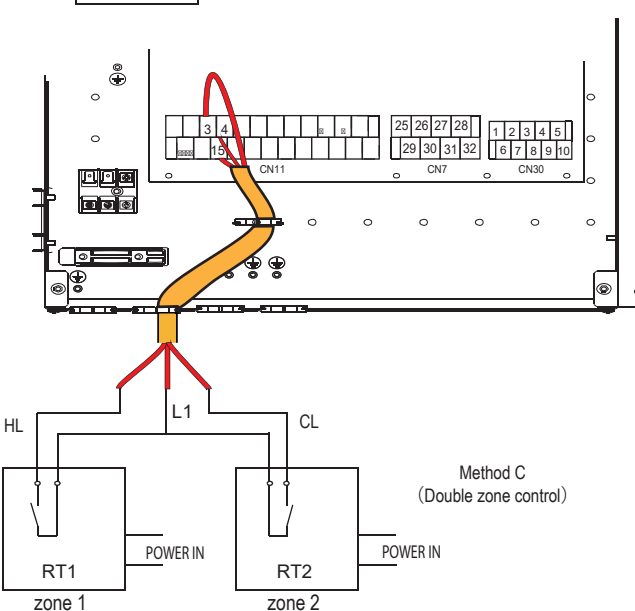 3 4
15
CN11
25 26 27 28
29 30 31 32
CN7
1 2 3 4 5
6 7 8 9 10
CN30
HL
L1
CL
Method C
(Double zone control)
POWER IN
RT1
zone 1
POWER IN
RT2
zone 2